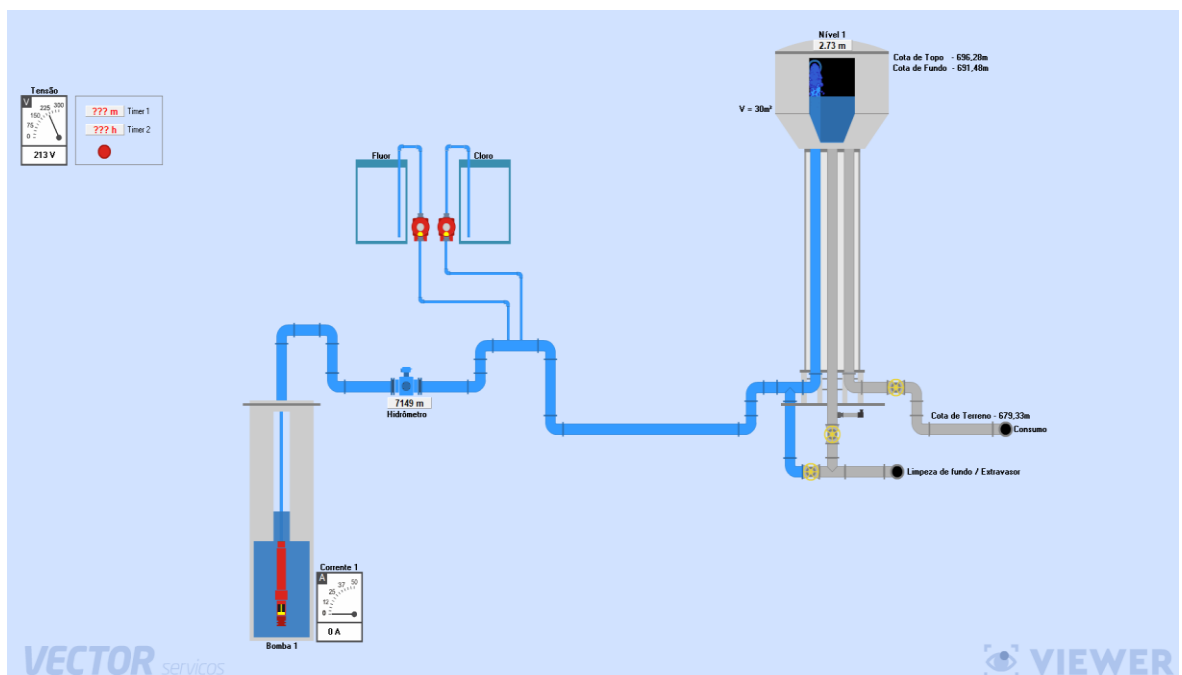 Nível 1
2.73 m
Cota de Topo - 696,28m
Cota de Fundo - 691,48m
V = 30m³
Tensão
V
0
75
150
225
300
213 V
??? m Timer 1
??? h Timer 2
Fluor
Cloro
7149 m
Hidrômetro
Cota de Terreno - 679,33m
Consumo
Limpeza de fundo / Extravasor
Corrente 1
A
0
12
25
37
50
0 A
Bomba 1
VECTOR serviços
VIEWER